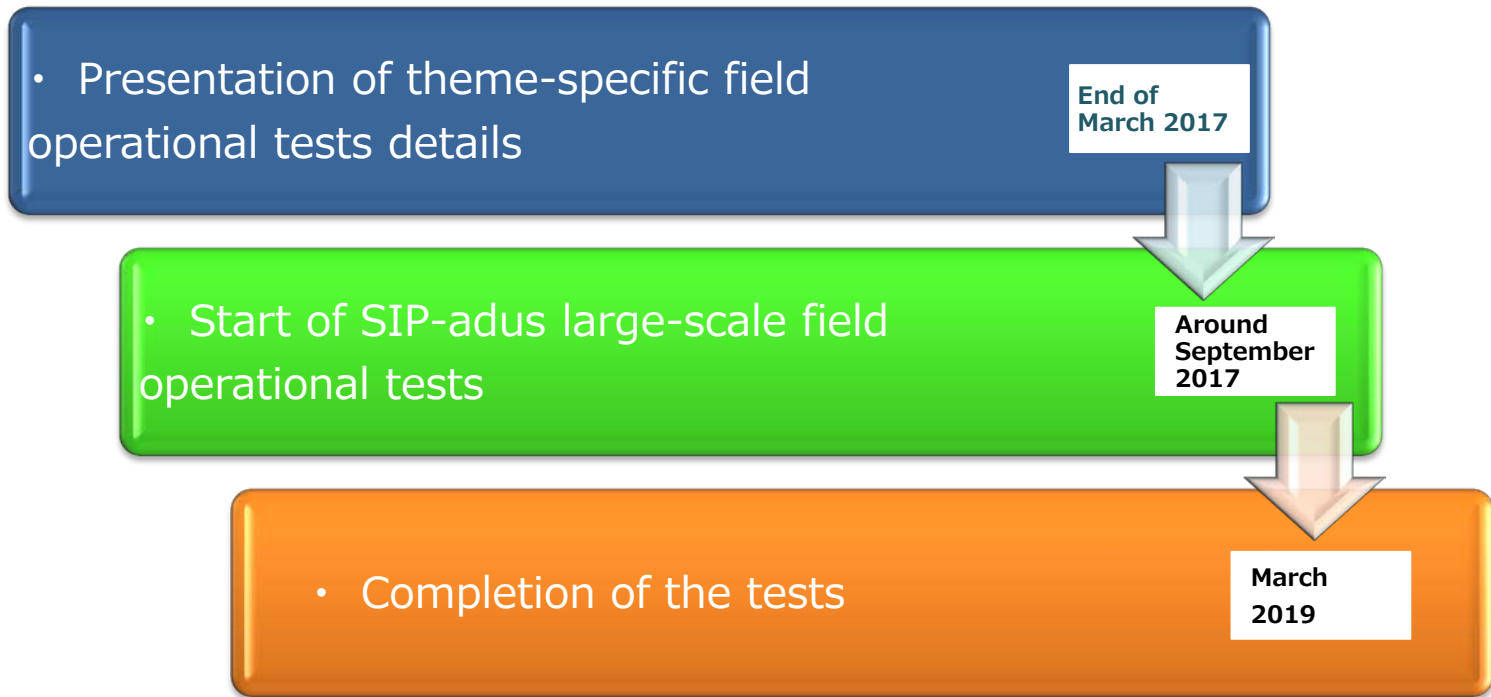 ・ Presentation of theme-specific field
operational tests details
End of
March 2017
・ Start of SIP-adus large-scale field
operational tests
Around
September
2017
・ Completion of the tests
March
2019